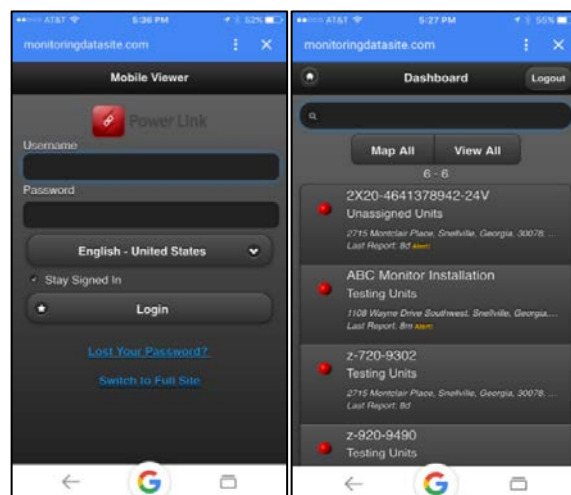 AT&T 5:36 PM 52%
monitoringdatasite.com
Mobile Viewer
Power Link
Username
Password
English - United States
Stay Signed In
Login
Lost Your Password?
Switch to Full Site
AT&T 5:27 PM 55%
monitoringdatasite.com
Dashboard
Logout
Map All View All
6 - 6
2X20-4641378942-24V
Unassigned Units
2715 Montclair Place, Snellville, Georgia, 30078, ...
Last Report: 8d Alert!
ABC Monitor Installation
Testing Units
1108 Wayne Drive Southwest, Snellville, Georgia,...
Last Report: 8m Alert!
z-720-9302
Testing Units
2715 Montclair Place, Snellville, Georgia, 30078, ...
Last Report: 8d
z-920-9490
Testing Units